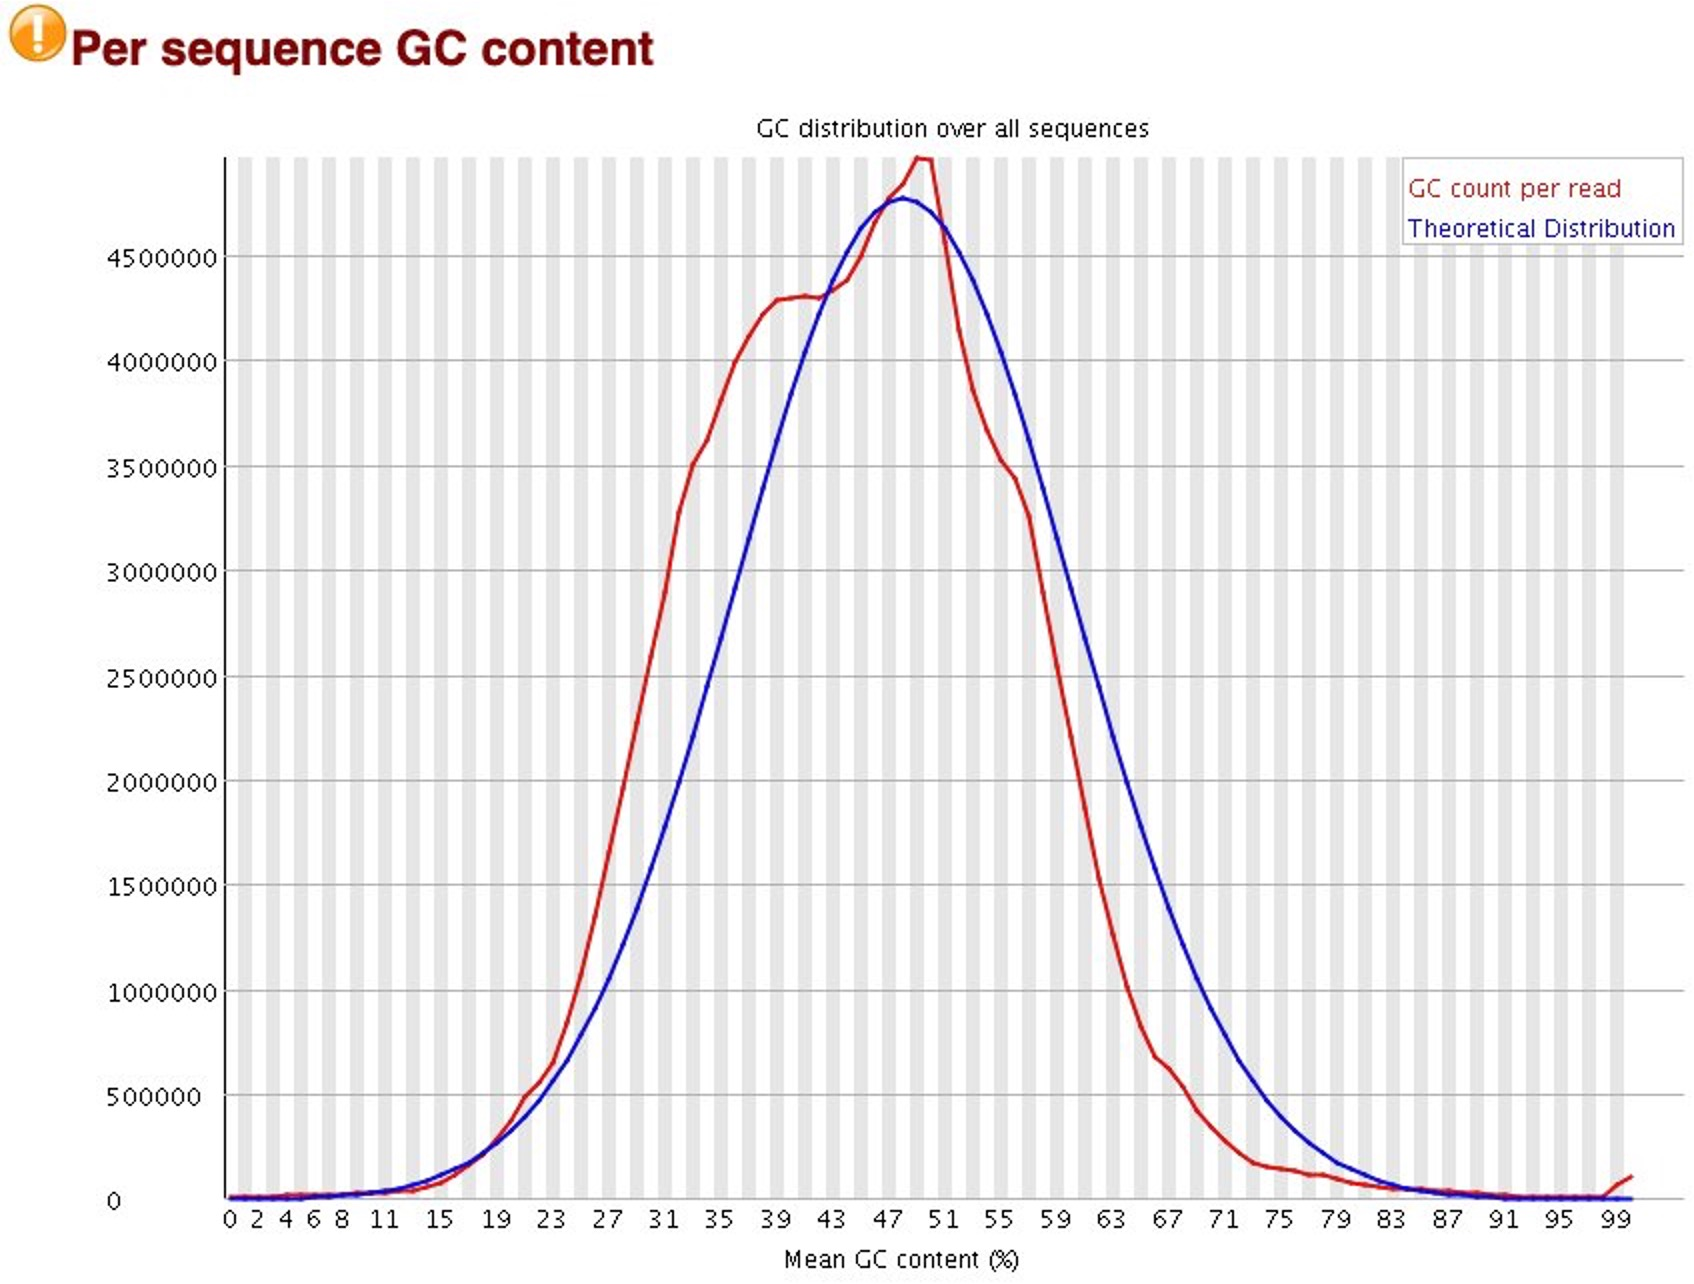 Per sequence GC content
GC distribution over all sequences
GC count per read
Theoretical Distribution
4500000
4000000
3500000
3000000
2500000
2000000
1500000
1000000
500000
0
0 2 4 6 8 11 15 19 23 27 31 35 39 43 47 51 55 59 63 67 71 75 79 83 87 91 95 99
Mean GC content (%)